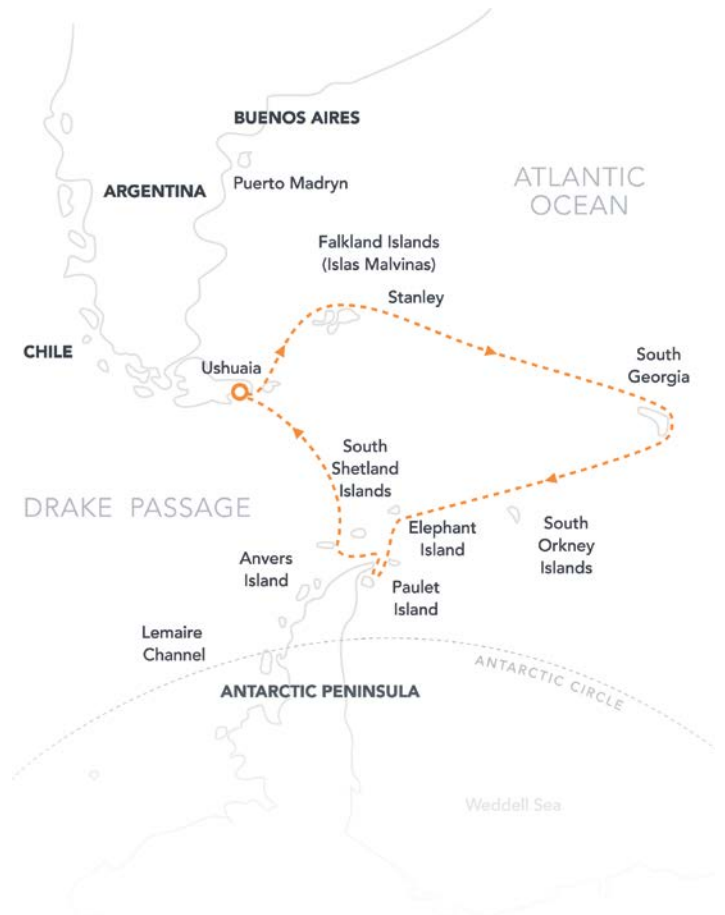 BUENOS AIRES
ARGENTINA
Puerto Madryn
ATLANTIC
OCEAN
Falkland Islands
(Islas Malvinas)
Stanley
CHILE
Ushuaia
South
Georgia
South
Shetland
Islands
DRAKE PASSAGE
Elephant
Island
South
Orkney
Islands
Anvers
Island
Paulet
Island
Lemaire
Channel
ANTARCTIC CIRCLE
ANTARCTIC PENINSULA
Weddell Sea